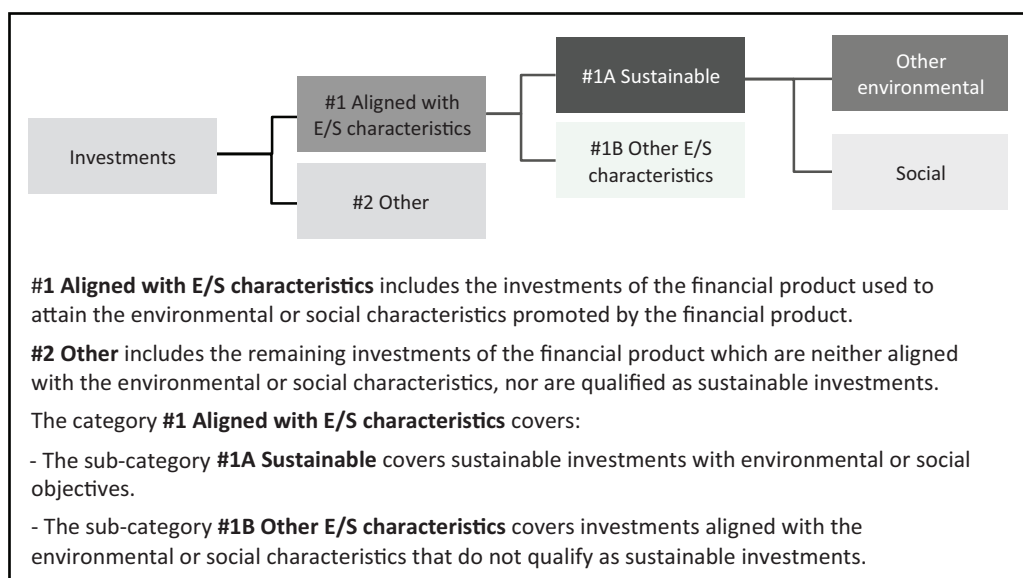 Investments
#1 Aligned with
E/S characteristics
#2 Other
#1A Sustainable
#1B Other E/S
characteristics
Other
environmental
Social
#1 Aligned with E/S characteristics includes the investments of the financial product used to
attain the environmental or social characteristics promoted by the financial product.
#2 Other includes the remaining investments of the financial product which are neither aligned
with the environmental or social characteristics, nor are qualified as sustainable investments.
The category #1 Aligned with E/S characteristics covers:
- The sub-category #1A Sustainable covers sustainable investments with environmental or social
objectives.
- The sub-category #1B Other E/S characteristics covers investments aligned with the
environmental or social characteristics that do not qualify as sustainable investments.